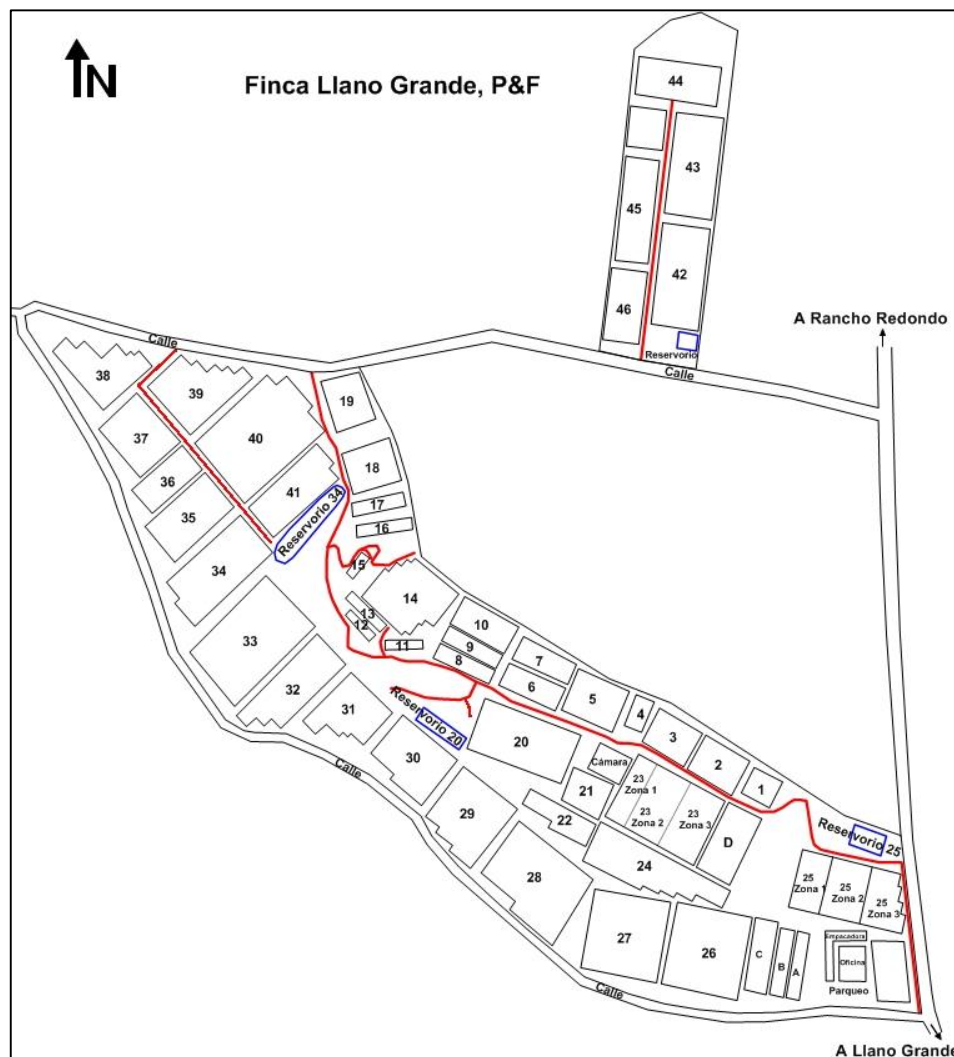 N
Finca Llano Grande, P&F
44
43
45
42
46
Reservorio
Calle
A Rancho Redondo
Calle
38
39
19
37
40
18
36
41
17
35
Reservorio 34
16
34
15
14
13
12
10
33
11
9
8
7
6
32
5
31
Reservorio 20
4
20
3
30
Cámara
2
Calle
21
23
Zona 1
1
29
22
23
Zona 2
23
Zona 3
D
Reservorio 25
24
28
25
Zona 1
25
Zona 2
25
Zona 3
27
26
C
B
A
Empacadora
Oficina
Parqueo
Calle
A Llano Grande